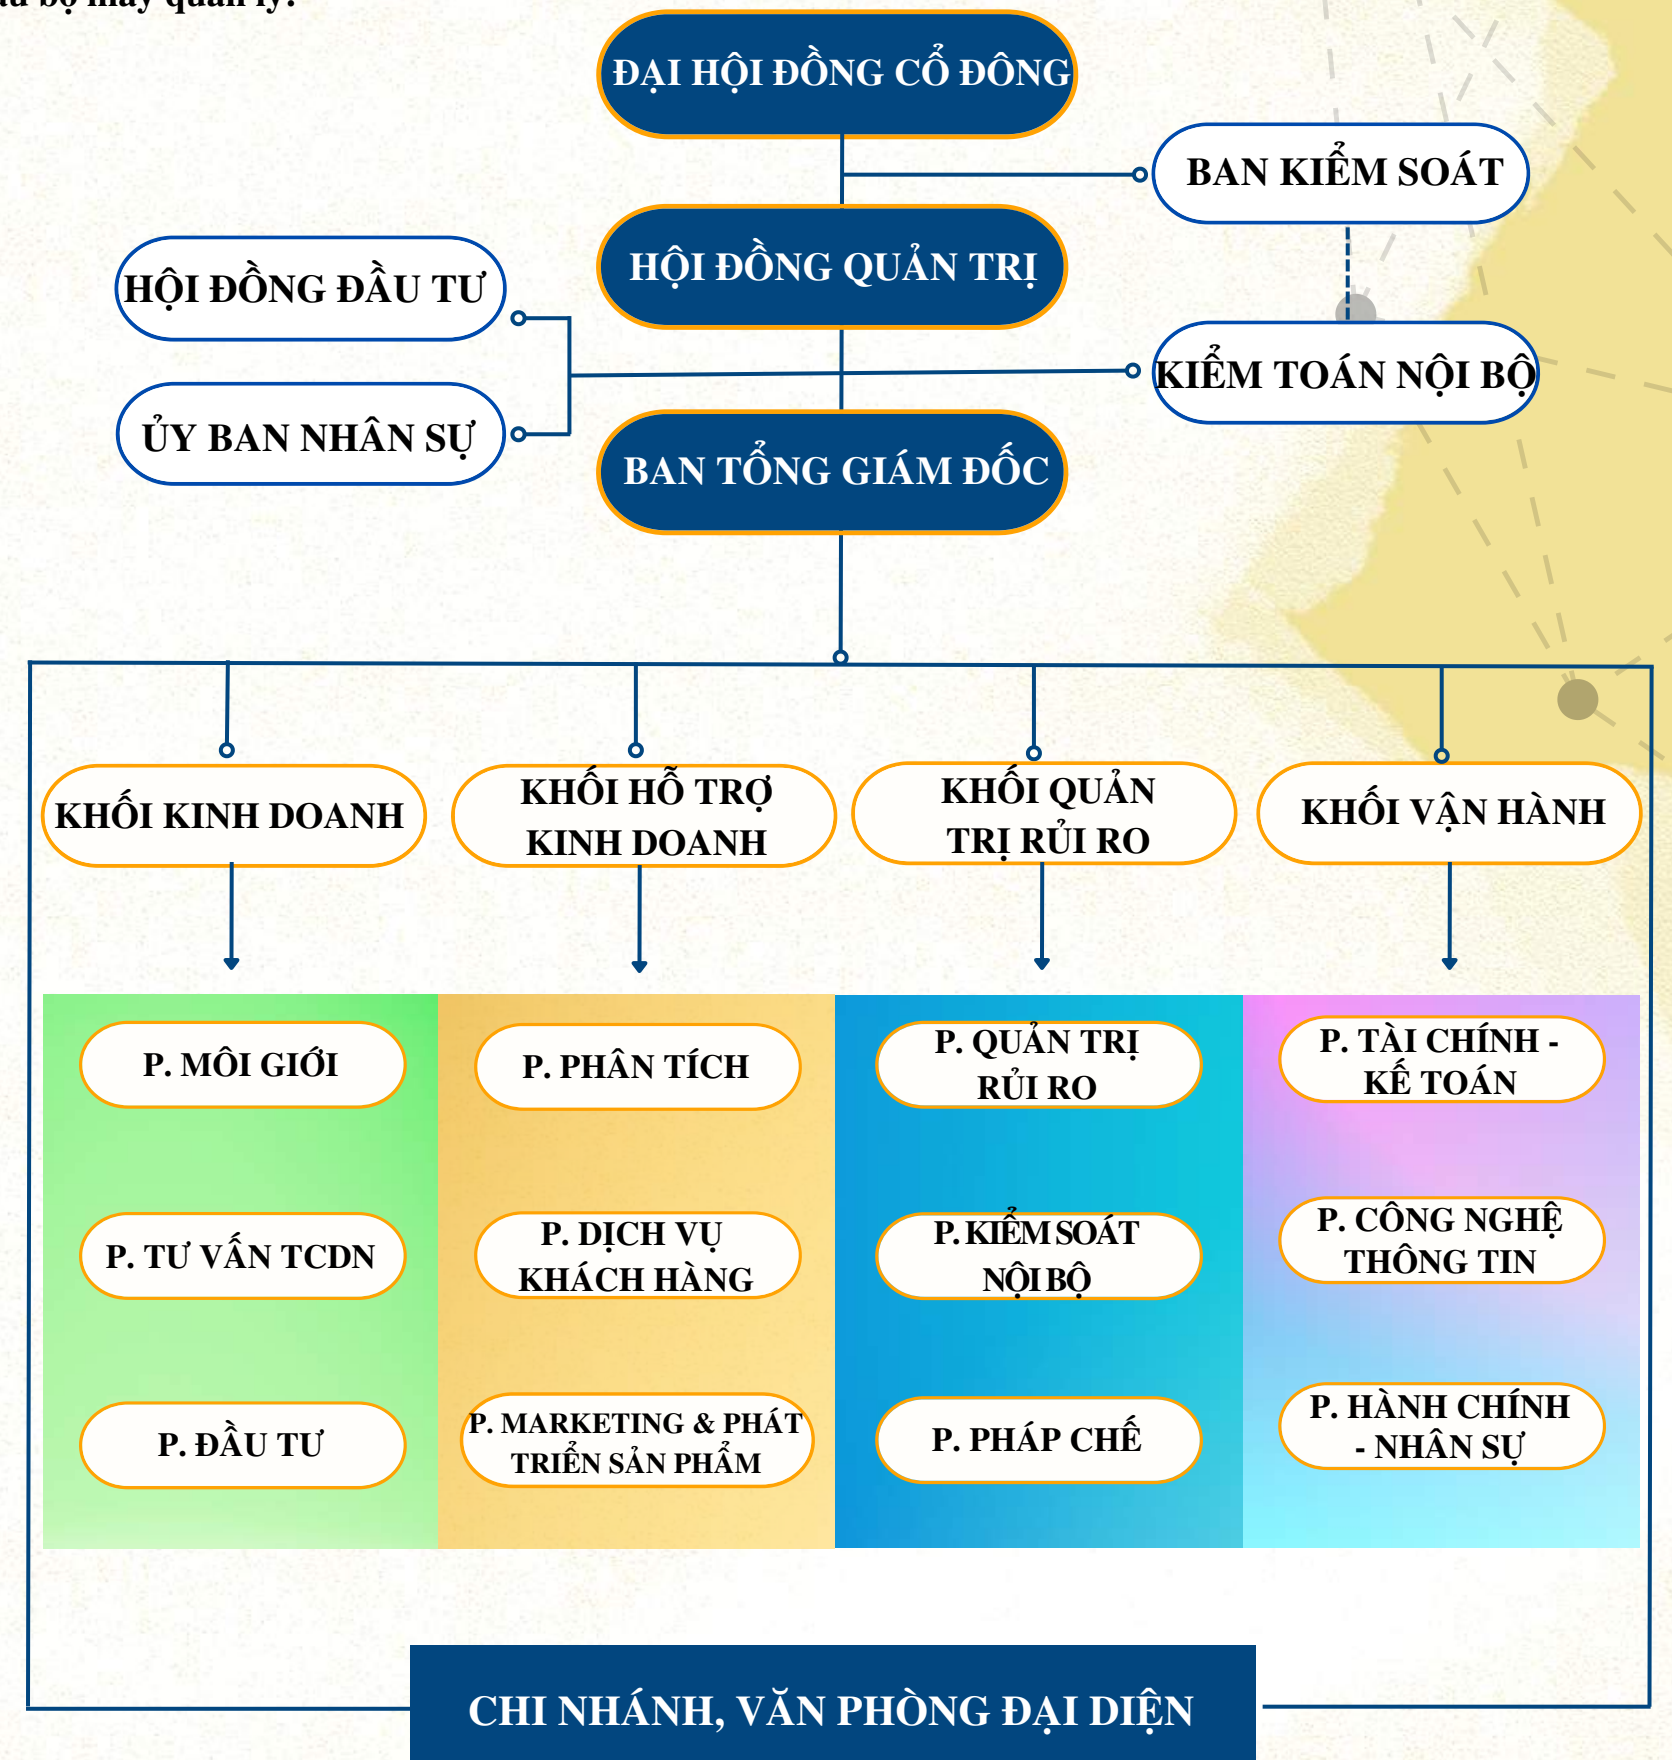 bộ máy quản lý:
ĐẠI HỘI ĐỒNG CỔ ĐÔNG
BAN KIỂM SOÁT
HỘI ĐỒNG QUẢN TRỊ
HỘI ĐỒNG ĐẦU TƯ
KIỂM TOÁN NỘI BỘ
ỦY BAN NHÂN SỰ
BAN TỔNG GIÁM ĐỐC
KHỐI KINH DOANH
KHỐI HỖ TRỢ
KINH DOANH
KHỐI QUẢN
TRỊ RỦI RO
KHỐI VẬN HÀNH
P. MÔI GIỚI
P. PHÂN TÍCH
P. QUẢN TRỊ
RỦI RO
P. TÀI CHÍNH -
KẾ TOÁN
P. TƯ VẤN TCDN
P. DỊCH VỤ
KHÁCH HÀNG
P. KIỂM SOÁT
NỘI BỘ
P. CÔNG NGHỆ
THÔNG TIN
P. ĐẦU TƯ
P. MARKETING & PHÁT
TRIỂN SẢN PHẨM
P. PHÁP CHẾ
P. HÀNH CHÍNH
- NHÂN SỰ
CHI NHÁNH, VĂN PHÒNG ĐẠI DIỆN